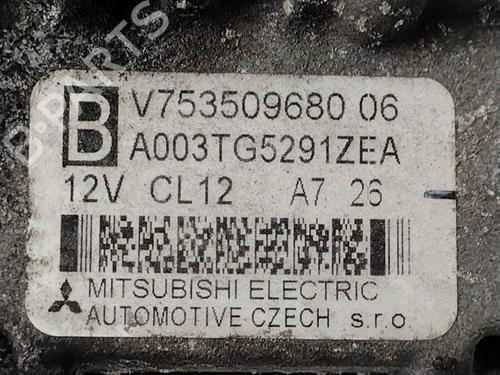 B-PARTS
B
V753509680 06
A003TG5291ZEA
12V CL12 A7 26
MITSUBISHI ELECTRIC
AUTOMOTIVE CZECH s.r.o.